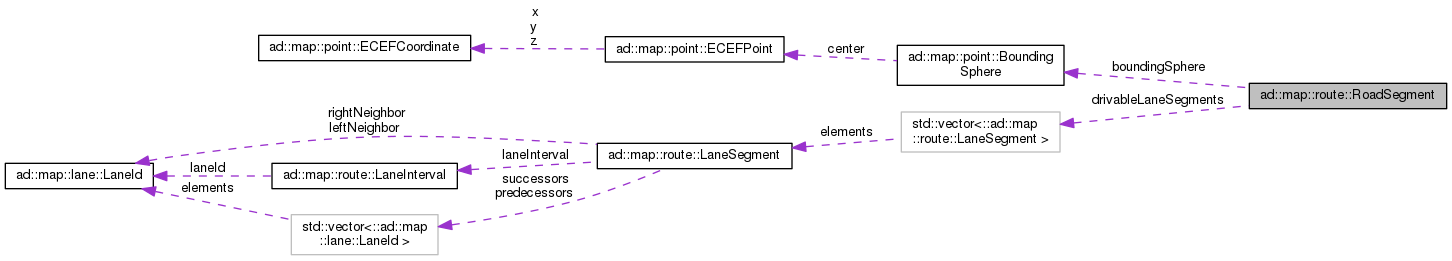 x
y
z
ad::map::point::ECEFCoordinate
ad::map::point::ECEFPoint
center
ad::map::point::Bounding
Sphere
boundingSphere
ad::map::route::RoadSegment
drivableLaneSegments
std::vector<::ad::map
::route::LaneSegment >
elements
rightNeighbor
leftNeighbor
ad::map::route::LaneSegment
laneInterval
ad::map::lane::LaneId
laneId
ad::map::route::LaneInterval
successors
predecessors
elements
std::vector<::ad::map
::lane::LaneId >